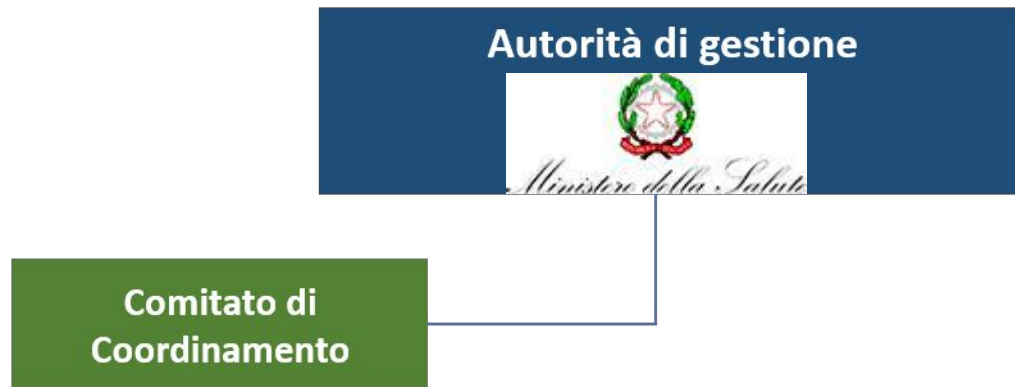 Autorità di gestione
Ministero della Salute
Comitato di
Coordinamento